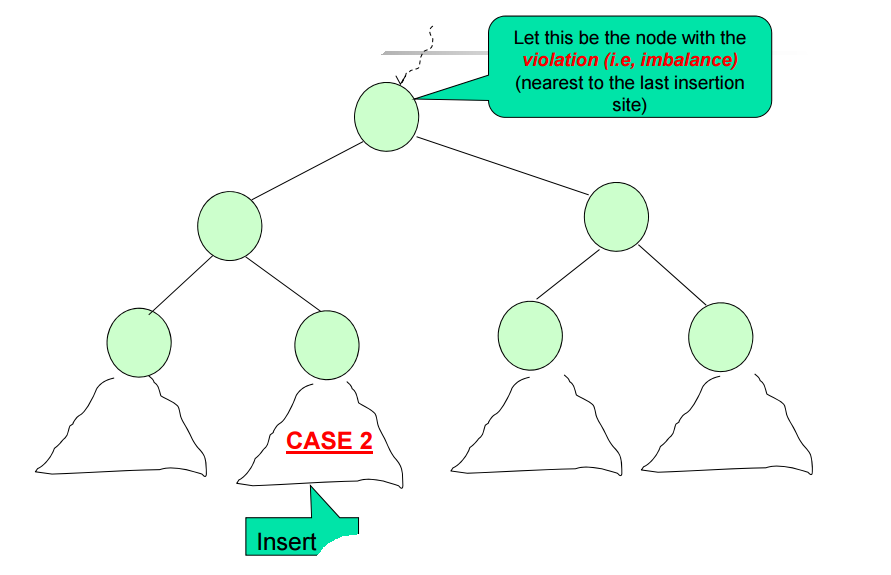 Let this be the node with the
violation (i.e, imbalance)
(nearest to the last insertion
site)
CASE 2
Insert